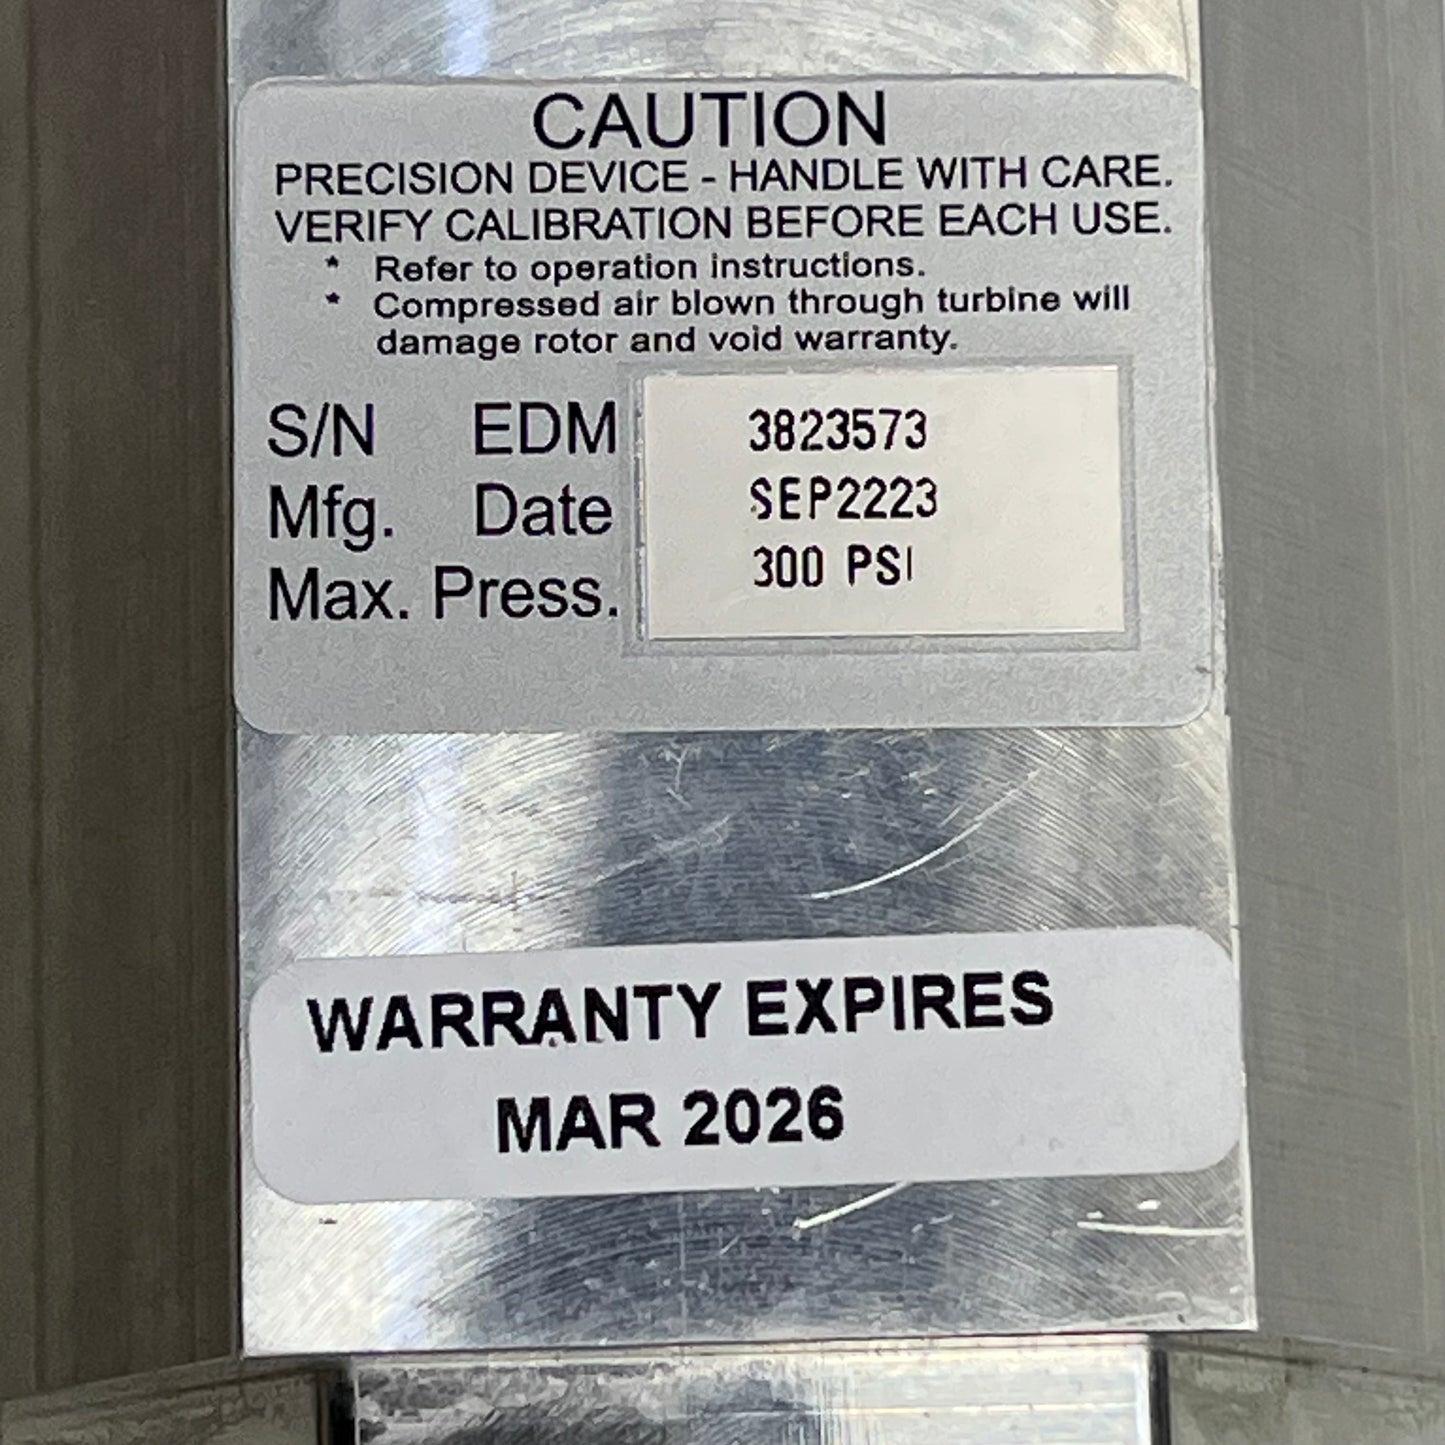 CAUTION
PRECISION DEVICE - HANDLE WITH CARE.
VERIFY CALIBRATION BEFORE EACH USE.
* Refer to operation instructions.
* Compressed air blown through turbine will
damage rotor and void warranty.
S/N EDM 3823573
Mfg. Date SEP2223
Max. Press. 300 PSI
WARRANTY EXPIRES
MAR 2026